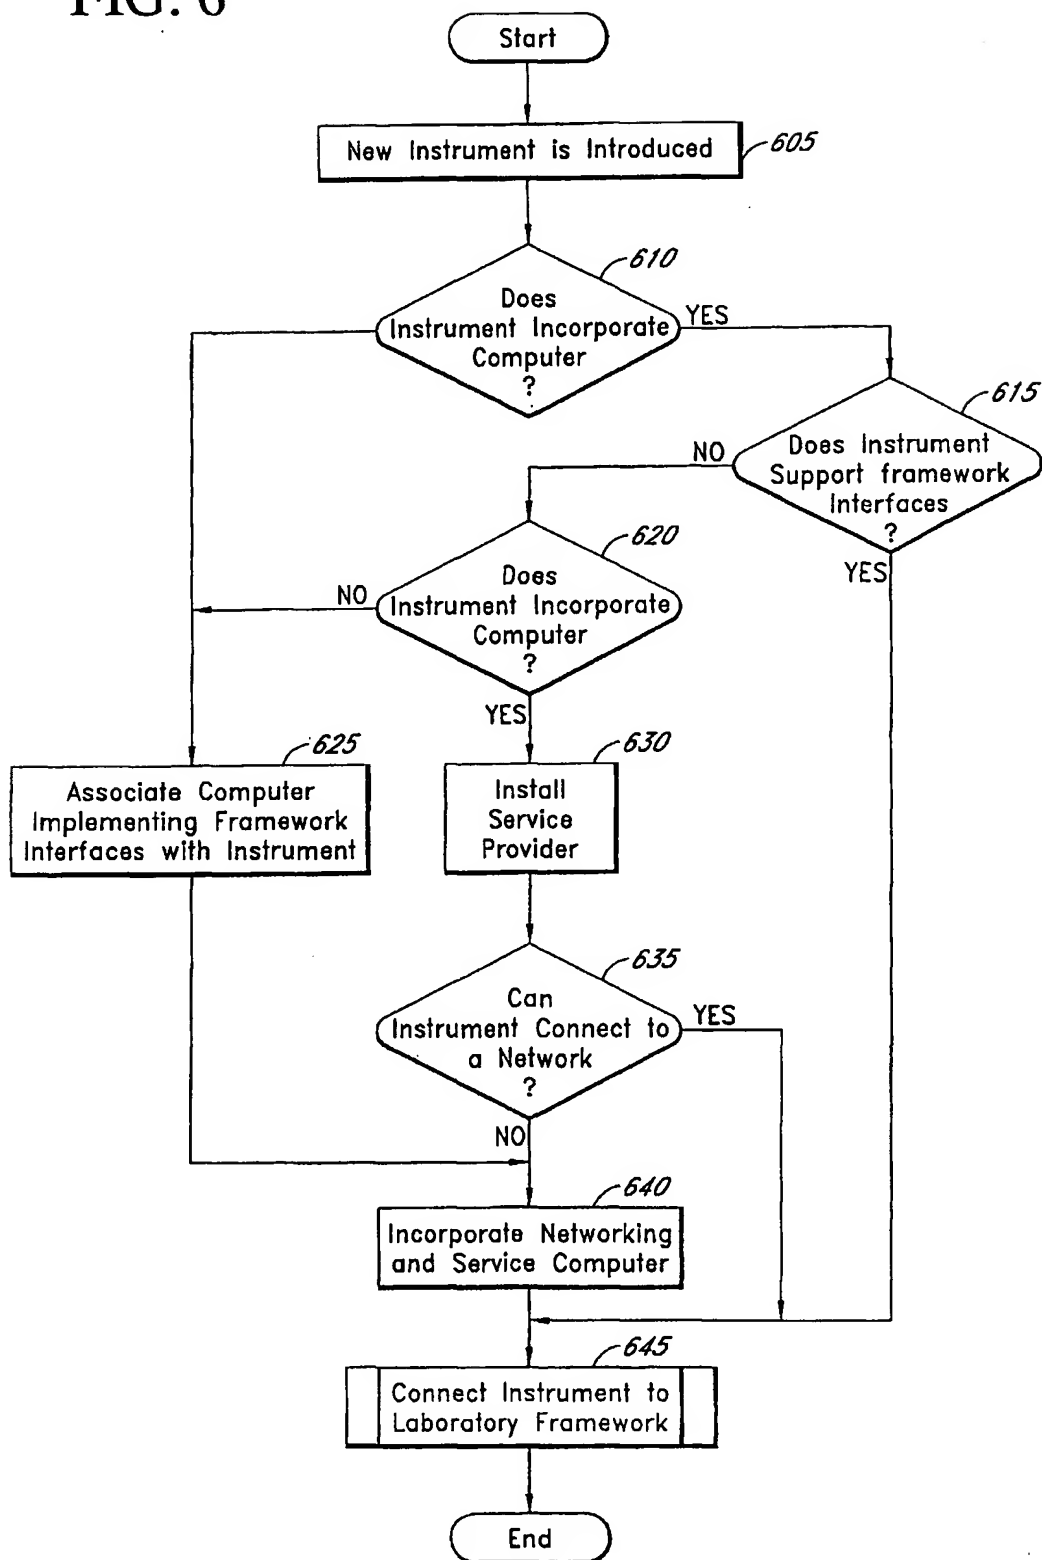 FIG. 6
Start
New Instrument is Introduced
605
610
Does
Instrument Incorporate
Computer
?
YES
615
Does Instrument
Support framework
Interfaces
?
NO
YES
620
Does
Instrument Incorporate
Computer
?
NO
YES
625
Associate Computer
Implementing Framework
Interfaces with Instrument
630
Install
Service
Provider
635
Can
Instrument Connect to
a Network
?
YES
NO
640
Incorporate Networking
and Service Computer
645
Connect Instrument to
Laboratory Framework
End